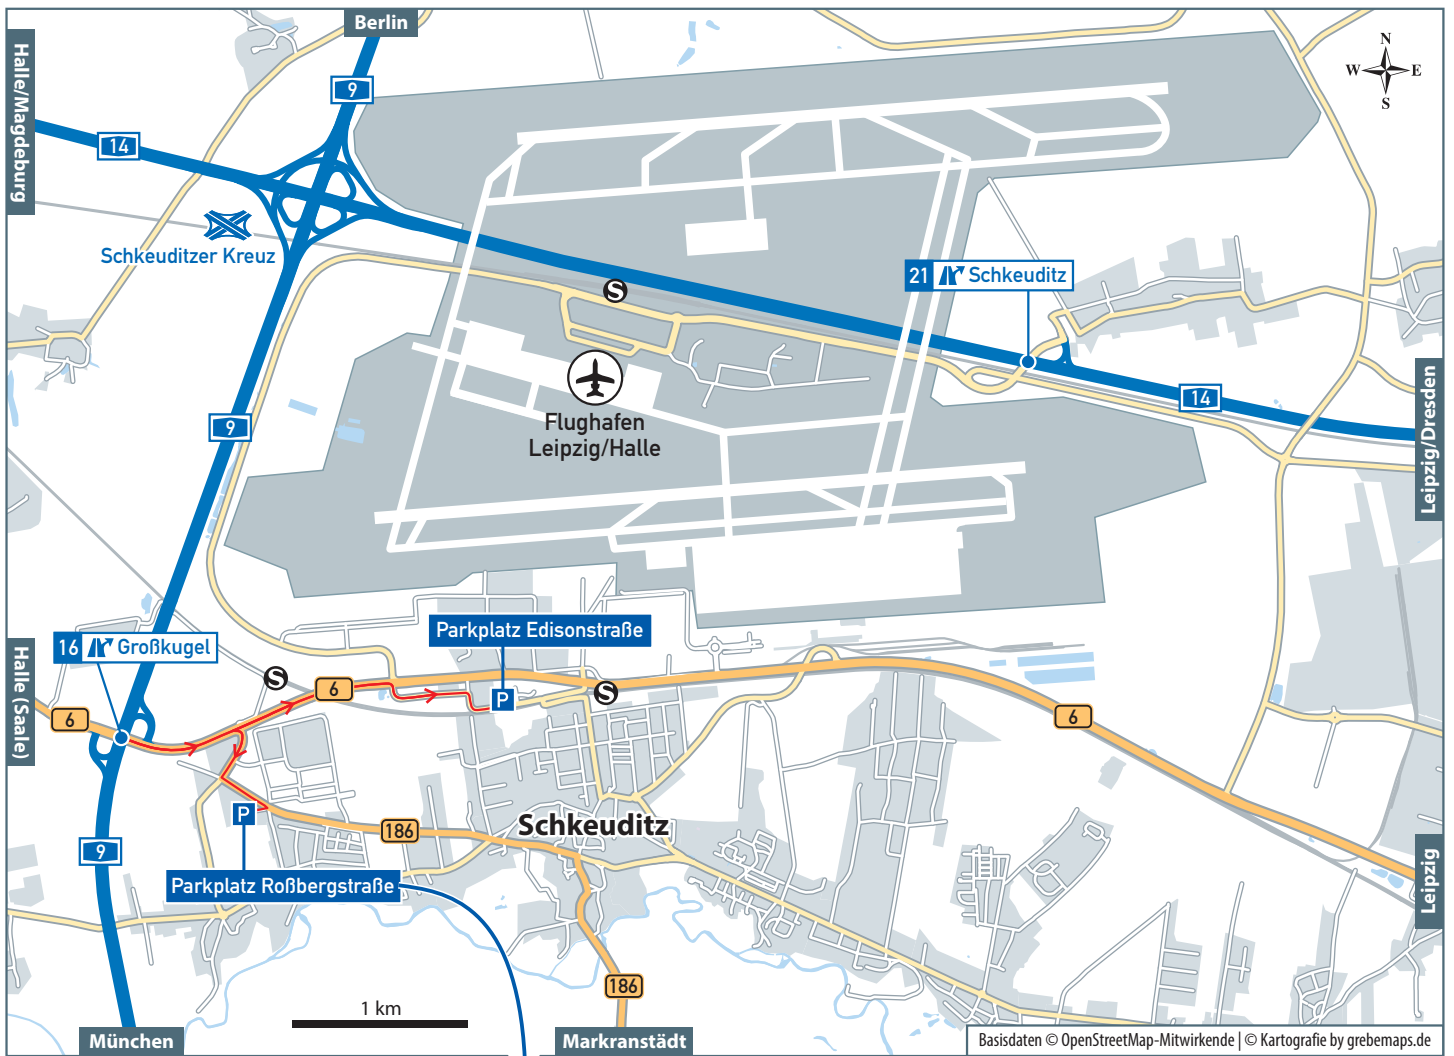 Berlin
N
W E
S
9
Halle/Magdeburg
14
Schkeuditzer Kreuz
21 Schkeuditz
S
14
Flughafen
Leipzig/Halle
9
Leipzig/Dresden
Parkplatz Edisonstraße
16 Großkugel
Halle (Saale)
S
6
P
S
6
6
P
186
Schkeuditz
9
Parkplatz Roßbergstraße
Leipzig
186
1 km
München
Markranstädt
Basisdaten © OpenStreetMap-Mitwirkende | © Kartografie by grebemaps.de